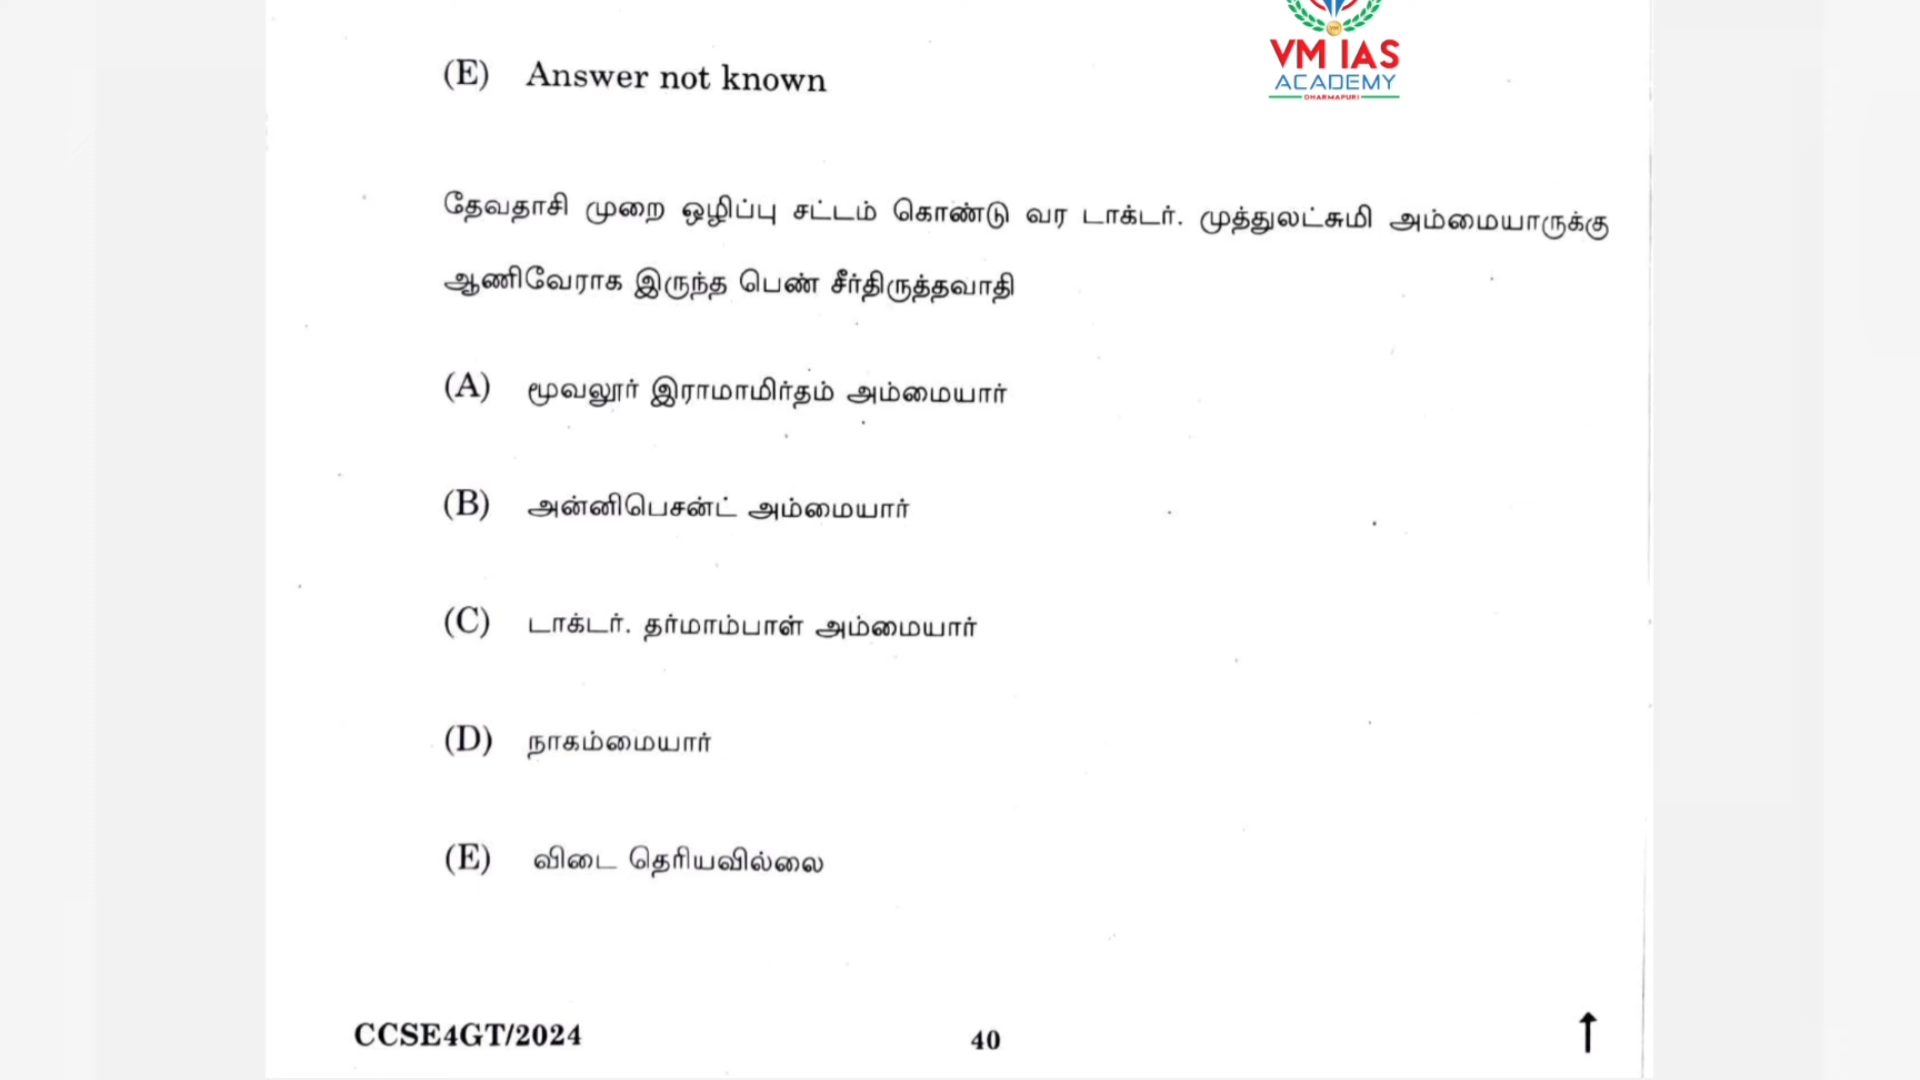 VM IAS
ACADEMY
DHARMAPURI
(E) Answer not known
தேவதாசி முறை ஒழிப்பு சட்டம் கொண்டு வர டாக்டர். முத்துலட்சுமி அம்மையாருக்கு
ஆணிவேராக இருந்த பெண் சீர்திருத்தவாதி
(A) மூவலூர் இராமாமிர்தம் அம்மையார்
(B) அன்னிபெசன்ட் அம்மையார்
(C) டாக்டர். தர்மாம்பாள் அம்மையார்
(D) நாகம்மையார்
(E) விடை தெரியவில்லை
CCSE4GT/2024 40